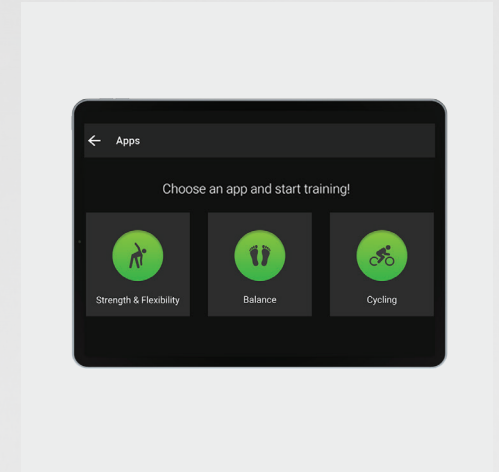 Apps
Choose an app and start training!
Strength & Flexibility
Balance
Cycling